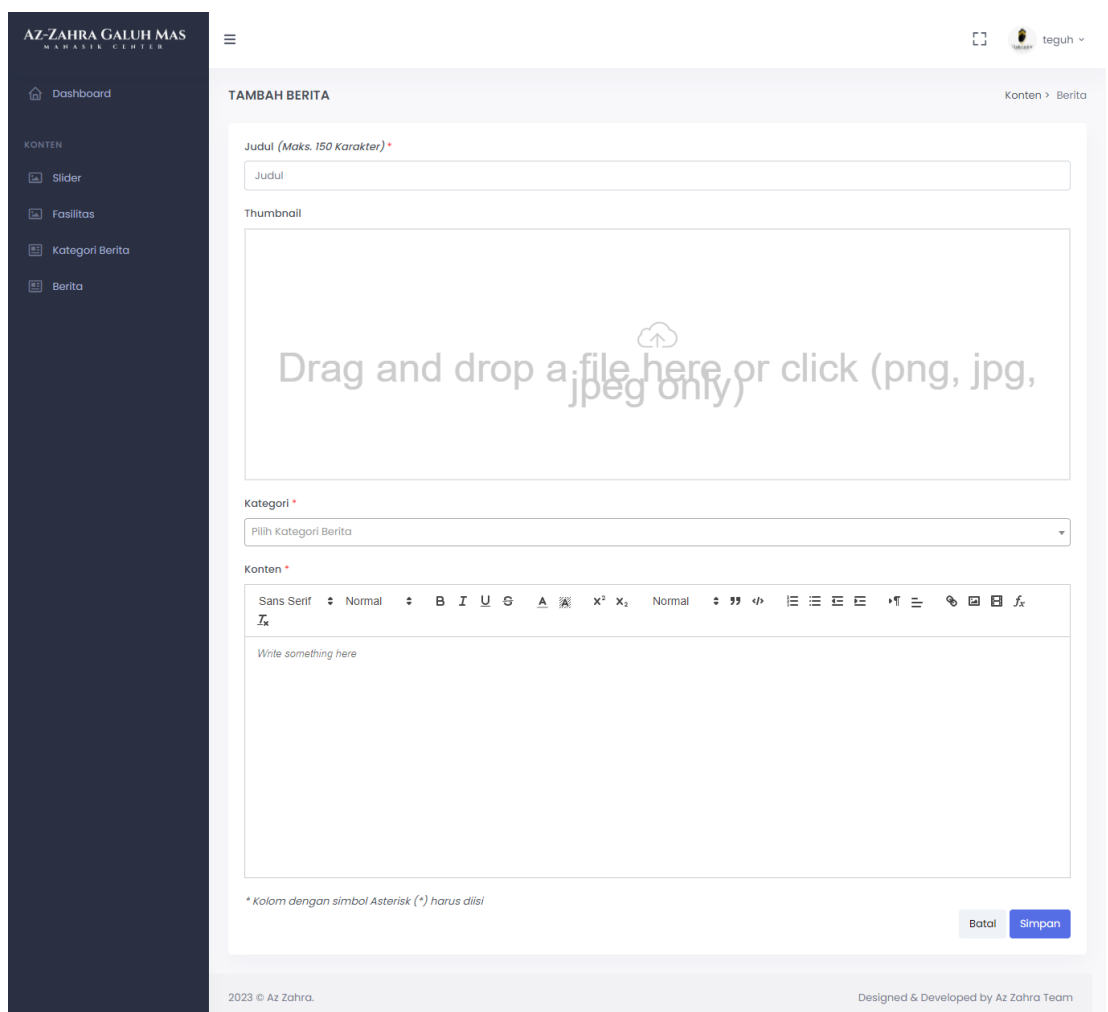 AZ-ZAHRA GALUH MAS
MANASIK CENTER
teguh
Dashboard
KONTEN
Slider
Fasilitas
Kategori Berita
Berita
TAMBAH BERITA
Konten > Berita
Judul (Maks. 150 Karakter) *
Judul
Thumbnail
Drag and drop a file here or click (png, jpg,
jpeg only)
Kategori *
Pilih Kategori Berita
Konten *
Sans Serif Normal B I U S A A X² X₂ Normal ” </> ¶ fx
Tx
Write something here
* Kolom dengan simbol Asterisk (*) harus diisi
Batal Simpan
2023 © Az Zahra.
Designed & Developed by Az Zahra Team